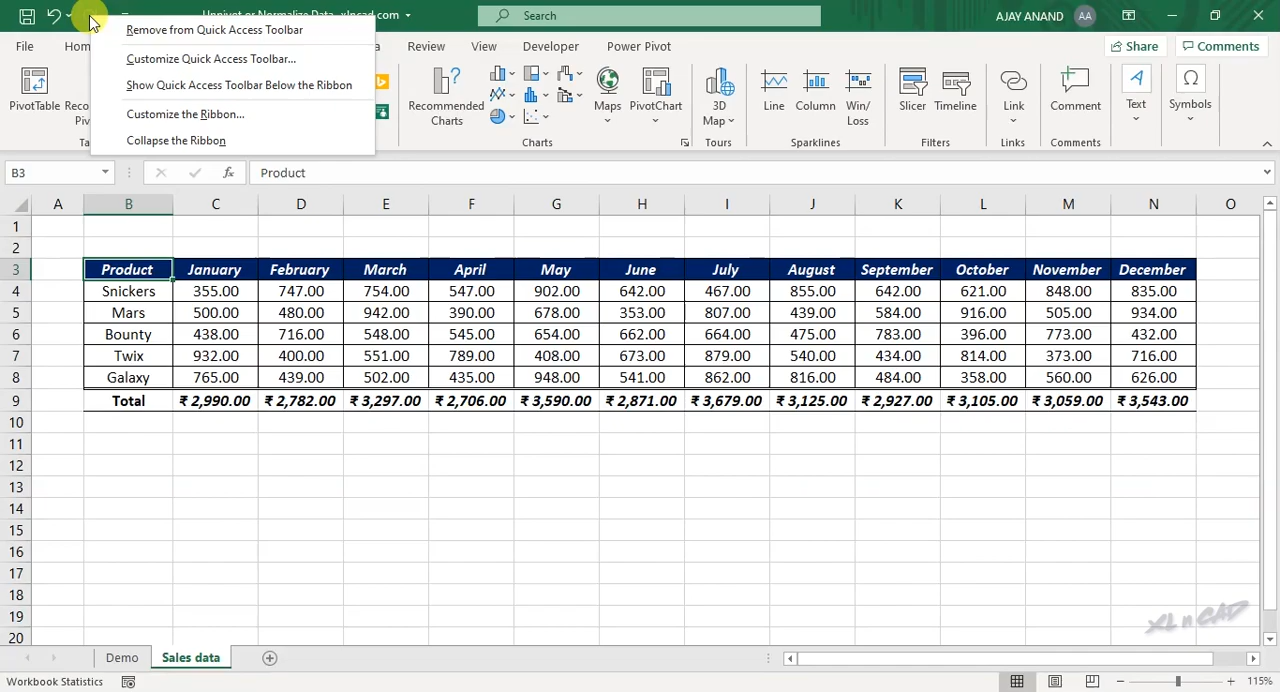 Unpivot or Normalize Data - xlncad.com
Search
AJAY ANAND
AA
Remove from Quick Access Toolbar
Customize Quick Access Toolbar...
Show Quick Access Toolbar Below the Ribbon
Customize the Ribbon...
Collapse the Ribbon
File
Review
View
Developer
Power Pivot
Share
Comments
PivotTable
Recommended Charts
Maps
PivotChart
3D Map
Line
Column
Win/ Loss
Slicer
Timeline
Link
Comment
Text
Symbols
Charts
Tours
Sparklines
Filters
Links
Comments
B3
fx
Product
A B C D E F G H I J K L M N O
1
2
3 Product January February March April May June July August September October November December
4 Snickers 355.00 747.00 754.00 547.00 902.00 642.00 467.00 855.00 642.00 621.00 848.00 835.00
5 Mars 500.00 480.00 942.00 390.00 678.00 353.00 807.00 439.00 584.00 916.00 505.00 934.00
6 Bounty 438.00 716.00 548.00 545.00 654.00 662.00 664.00 475.00 783.00 396.00 773.00 432.00
7 Twix 932.00 400.00 551.00 789.00 408.00 673.00 879.00 540.00 434.00 814.00 373.00 716.00
8 Galaxy 765.00 439.00 502.00 435.00 948.00 541.00 862.00 816.00 484.00 358.00 560.00 626.00
9 Total ₹ 2,990.00 ₹ 2,782.00 ₹ 3,297.00 ₹ 2,706.00 ₹ 3,590.00 ₹ 2,871.00 ₹ 3,679.00 ₹ 3,125.00 ₹ 2,927.00 ₹ 3,105.00 ₹ 3,059.00 ₹ 3,543.00
10
11
12
13
14
15
16
17
18
19
20
XL n CAD
Demo
Sales data
Workbook Statistics
115%